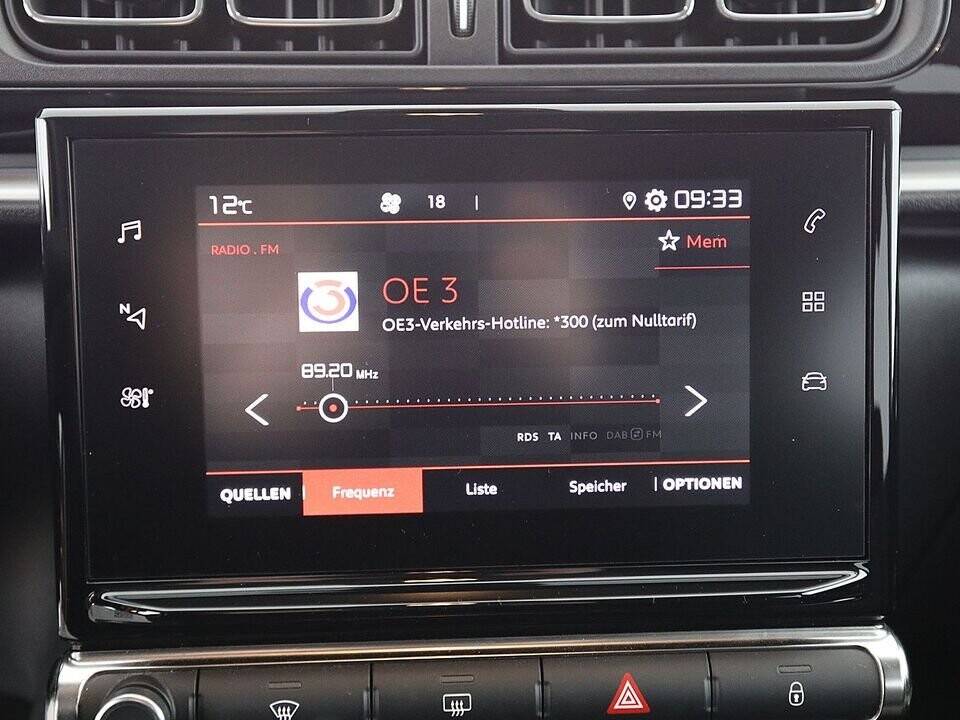 12°C 18 09:33
RADIO . FM
Mem
3
OE 3
OE3-Verkehrs-Hotline: *300 (zum Nulltarif)
89.20 MHz
N
RDS TA INFO DAB FM
QUELLEN Frequenz Liste Speicher OPTIONEN